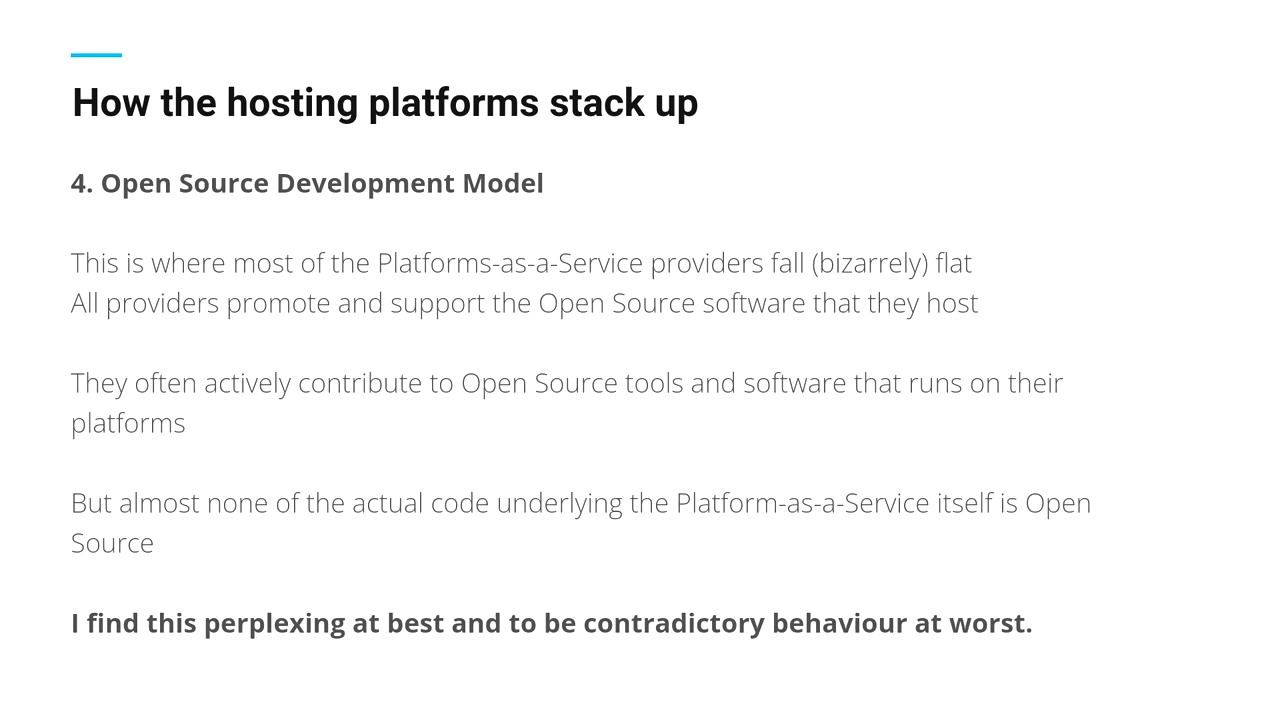 How the hosting platforms stack up
4. Open Source Development Model
This is where most of the Platforms-as-a-Service providers fall (bizarrely) flat
All providers promote and support the Open Source software that they host
They often actively contribute to Open Source tools and software that runs on their
platforms
But almost none of the actual code underlying the Platform-as-a-Service itself is Open
Source
I find this perplexing at best and to be contradictory behaviour at worst.